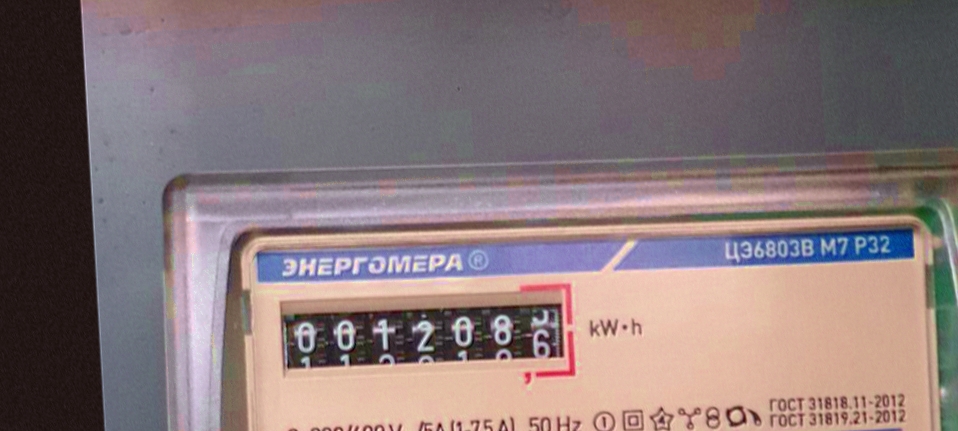 ЭНЕРГОМЕРА®
ЦЭ6803В М7 Р32
0012086
kW•h
50 Hz
ГОСТ 31818.11-2012
ГОСТ 31819.21-2012